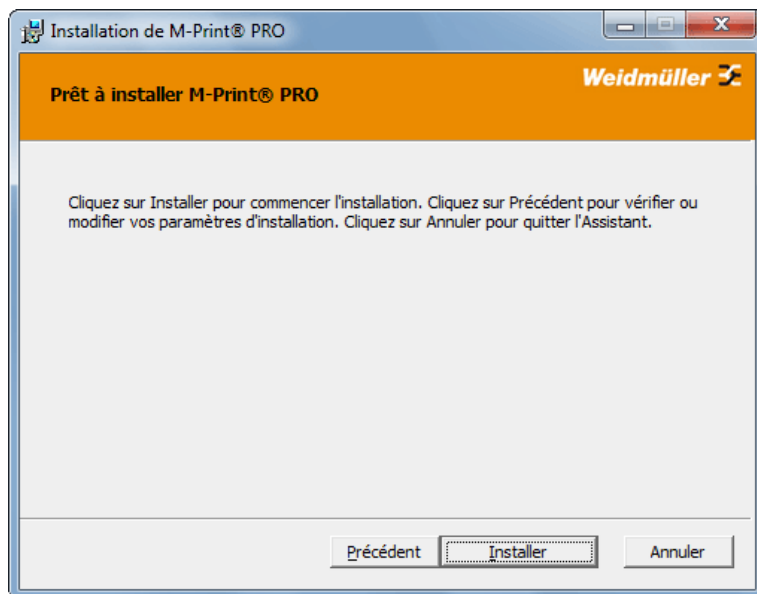 Installation de M-Print® PRO
Weidmüller
Prêt à installer M-Print® PRO
Cliquez sur Installer pour commencer l'installation. Cliquez sur Précédent pour vérifier ou
modifier vos paramètres d'installation. Cliquez sur Annuler pour quitter l'Assistant.
Précédent
Installer
Annuler